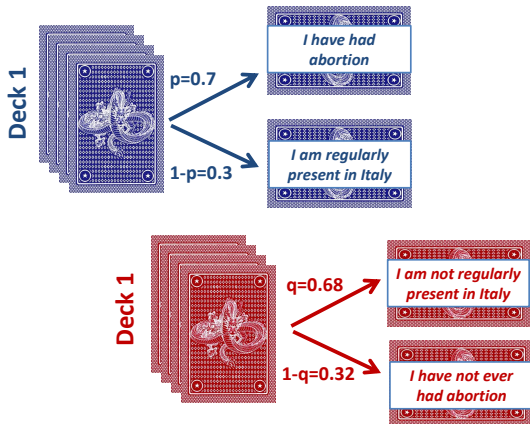 Deck 1
p=0.7
I have had
abortion
1-p=0.3
I am regularly
present in Italy
Deck 1
q=0.68
I am not regularly
present in Italy
1-q=0.32
I have not ever
had abortion